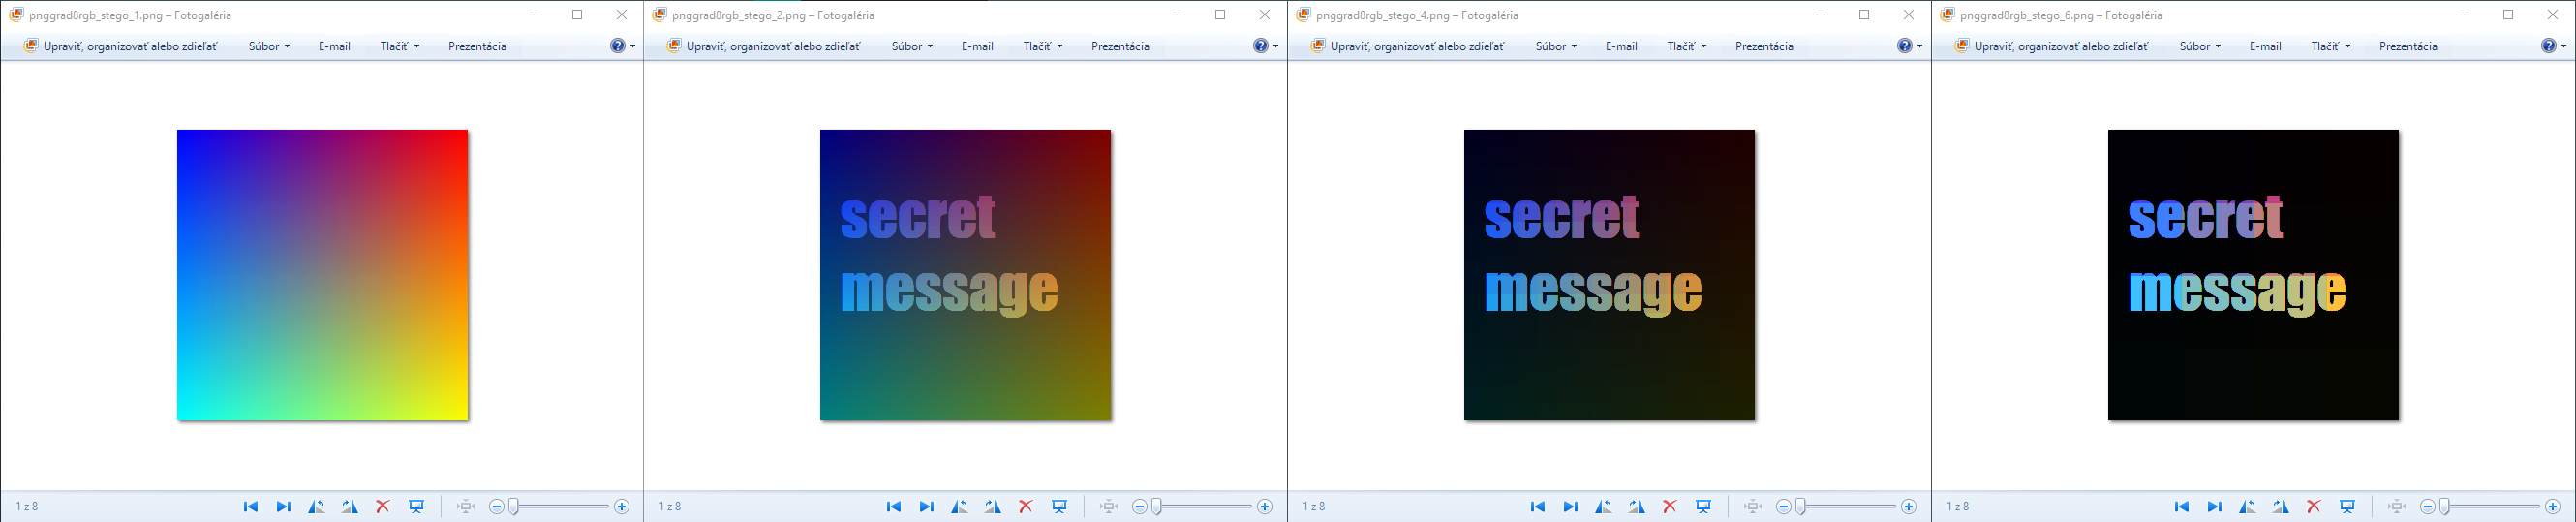 pnggrad8rgb_stego_1.png – Fotogaléria
Upraviť, organizovať alebo zdieľať Súbor E-mail Tlačiť Prezentácia
1 z 8
pnggrad8rgb_stego_2.png – Fotogaléria
Upraviť, organizovať alebo zdieľať Súbor E-mail Tlačiť Prezentácia
secret
message
1 z 8
pnggrad8rgb_stego_4.png – Fotogaléria
Upraviť, organizovať alebo zdieľať Súbor E-mail Tlačiť Prezentácia
secret
message
1 z 8
pnggrad8rgb_stego_6.png – Fotogaléria
Upraviť, organizovať alebo zdieľať Súbor E-mail Tlačiť Prezentácia
secret
message
1 z 8